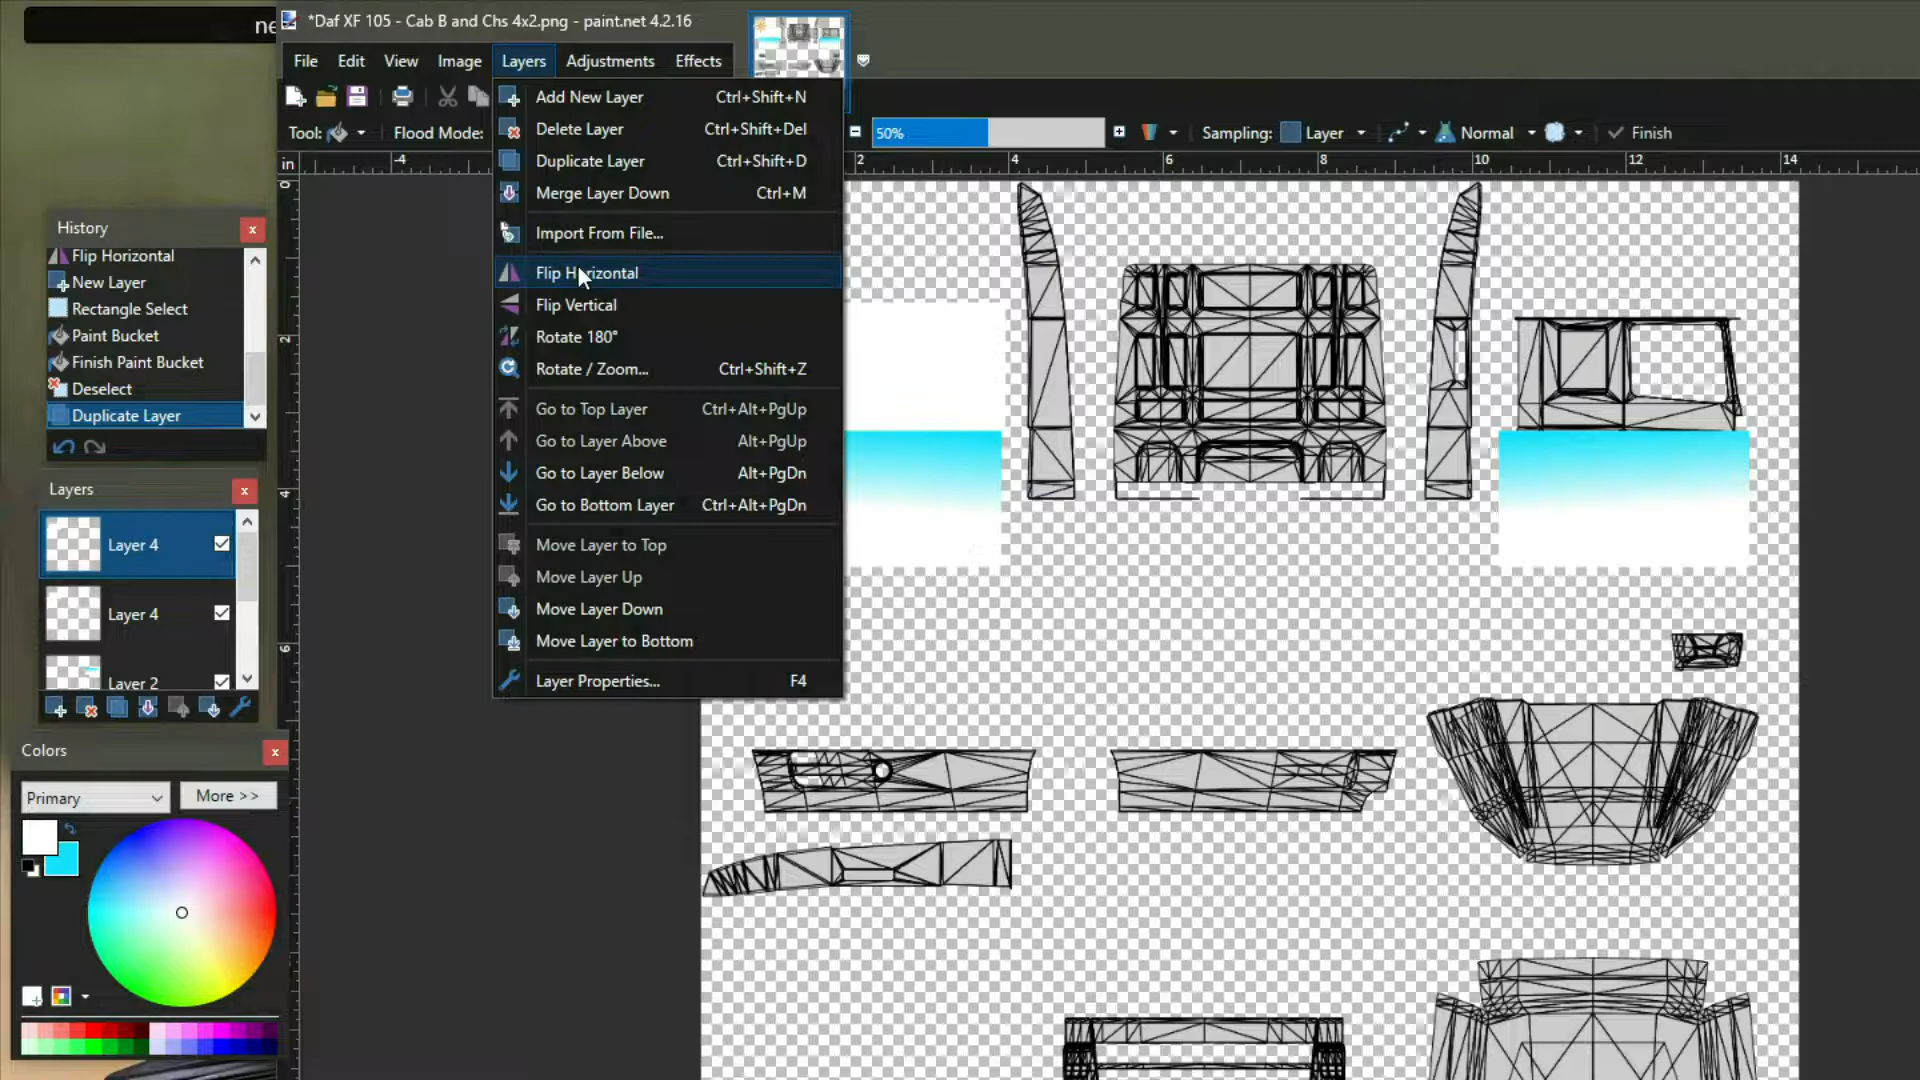 ne
*Daf XF 105 - Cab B and Chs 4x2.png - paint.net 4.2.16
File Edit View Image Layers Adjustments Effects
Tool: Flood Mode: 50% Sampling: Layer Normal Finish
in -4 2 4 6 8 10 12 14
0
2
4
6
Add New Layer Ctrl+Shift+N
Delete Layer Ctrl+Shift+Del
Duplicate Layer Ctrl+Shift+D
Merge Layer Down Ctrl+M
Import From File...
Flip Horizontal
Flip Vertical
Rotate 180°
Rotate / Zoom... Ctrl+Shift+Z
Go to Top Layer Ctrl+Alt+PgUp
Go to Layer Above Alt+PgUp
Go to Layer Below Alt+PgDn
Go to Bottom Layer Ctrl+Alt+PgDn
Move Layer to Top
Move Layer Up
Move Layer Down
Move Layer to Bottom
Layer Properties... F4
History
Flip Horizontal
New Layer
Rectangle Select
Paint Bucket
Finish Paint Bucket
Deselect
Duplicate Layer
Layers
Layer 4
Layer 4
Layer 2
Colors
Primary More >>